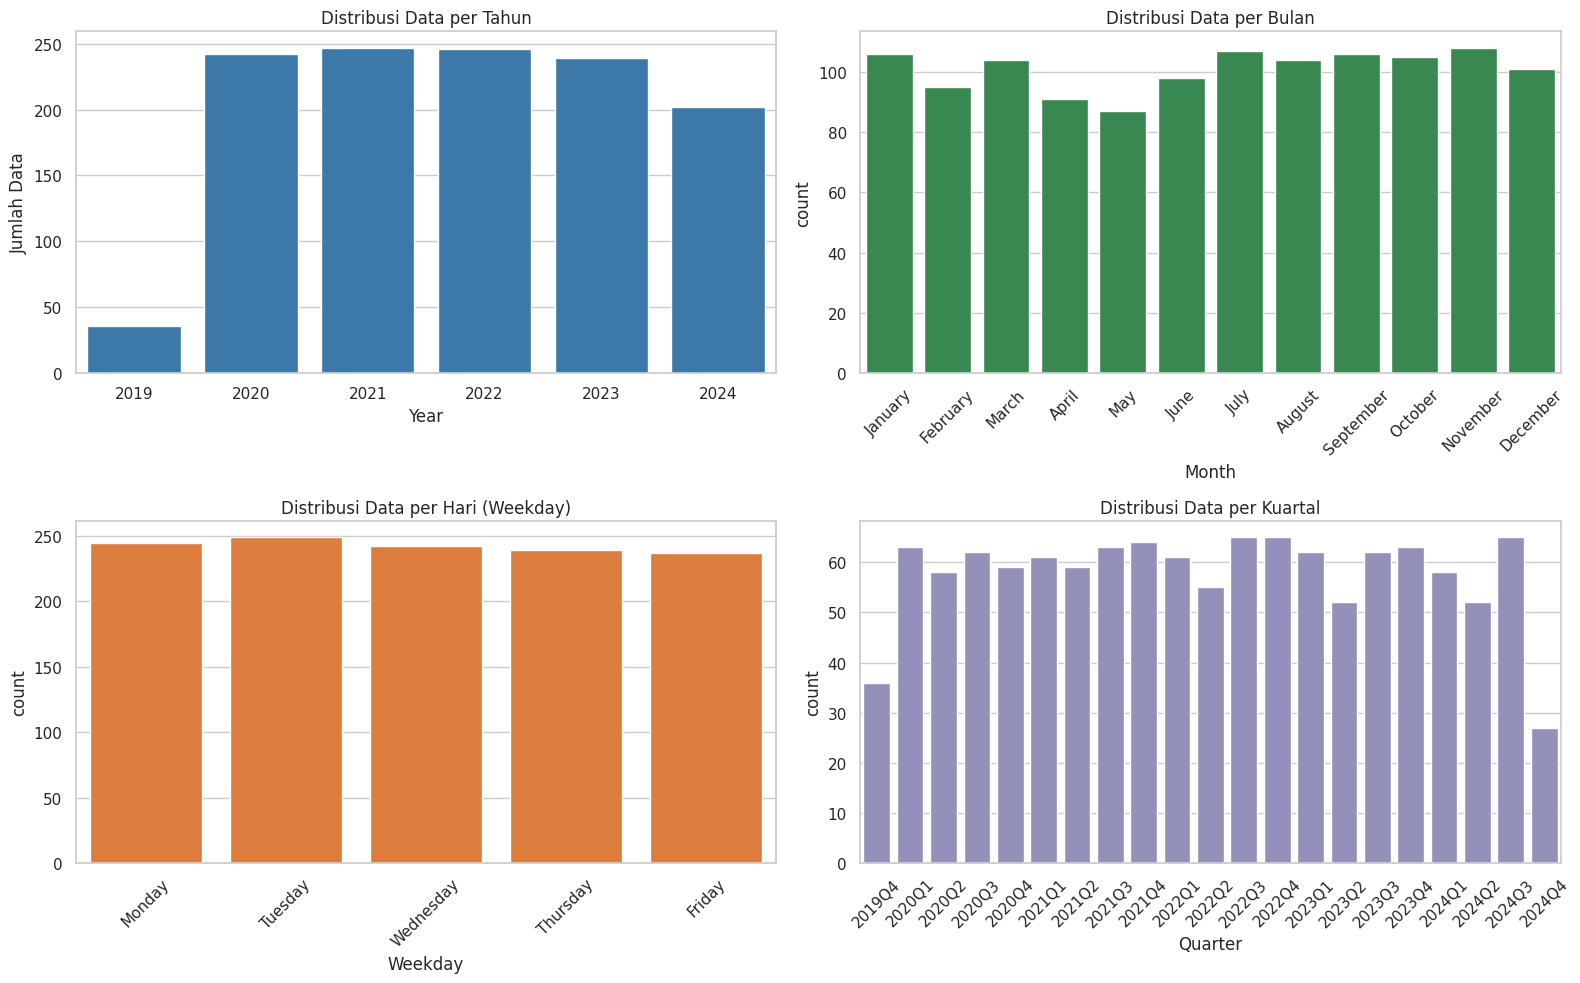 Distribusi Data per Tahun
Jumlah Data
250
200
150
100
50
0
2019 2020 2021 2022 2023 2024
Year
Distribusi Data per Bulan
count
100
80
60
40
20
0
January February March April May June July August September October November December
Month
Distribusi Data per Hari (Weekday)
count
250
200
150
100
50
0
Monday Tuesday Wednesday Thursday Friday
Weekday
Distribusi Data per Kuartal
count
60
50
40
30
20
10
0
2019Q4 2020Q1 2020Q2 2020Q3 2020Q4 2021Q1 2021Q2 2021Q3 2021Q4 2022Q1 2022Q2 2022Q3 2022Q4 2023Q1 2023Q2 2023Q3 2023Q4 2024Q1 2024Q2 2024Q3 2024Q4
Quarter